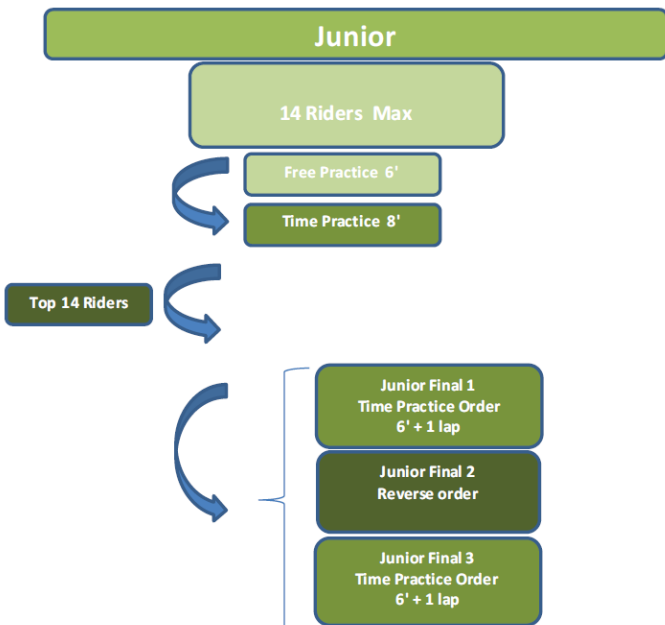 Junior
14 Riders Max
Free Practice 6'
Time Practice 8'
Top 14 Riders
Junior Final 1
Time Practice Order
6' + 1 lap
Junior Final 2
Reverse order
Junior Final 3
Time Practice Order
6' + 1 lap